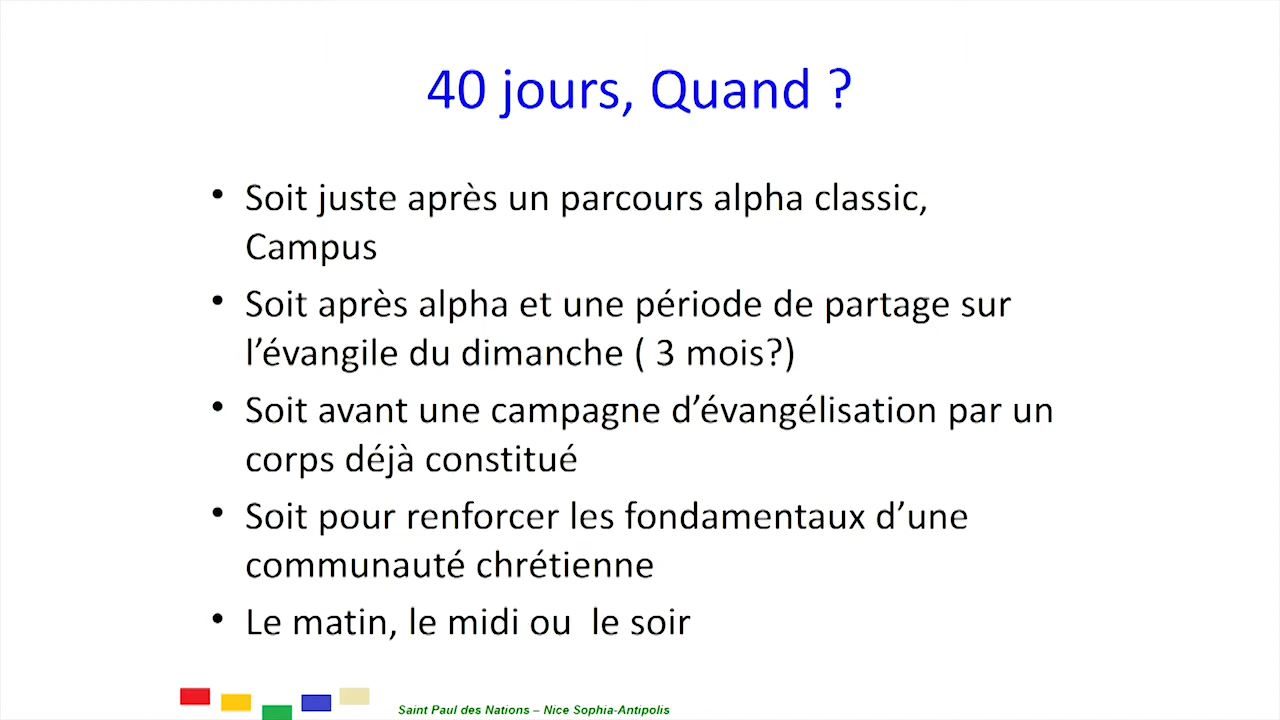 40 jours, Quand ?
• Soit juste après un parcours alpha classic,
Campus
• Soit après alpha et une période de partage sur
l’évangile du dimanche ( 3 mois?)
• Soit avant une campagne d’évangélisation par un
corps déjà constitué
• Soit pour renforcer les fondamentaux d’une
communauté chrétienne
• Le matin, le midi ou  le soir
Saint Paul des Nations – Nice Sophia-Antipolis